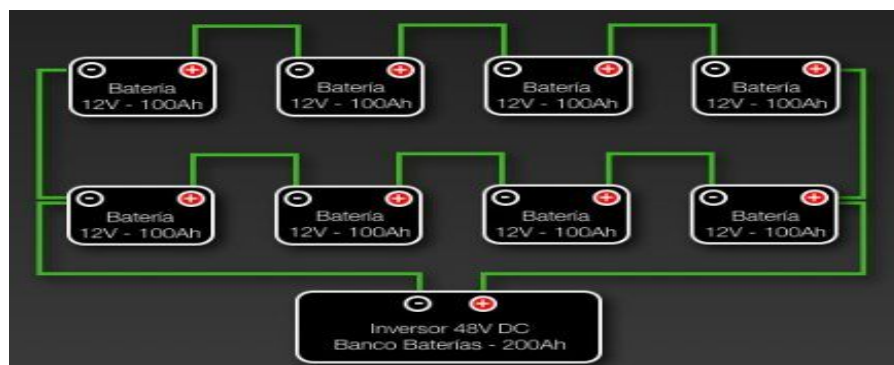 Batería
12V - 100Ah
Batería
12V - 100Ah
Batería
12V - 100Ah
Batería
12V - 100Ah
Batería
12V - 100Ah
Batería
12V - 100Ah
Batería
12V - 100Ah
Batería
12V - 100Ah
Inversor 48V DC
Banco Baterías - 200Ah